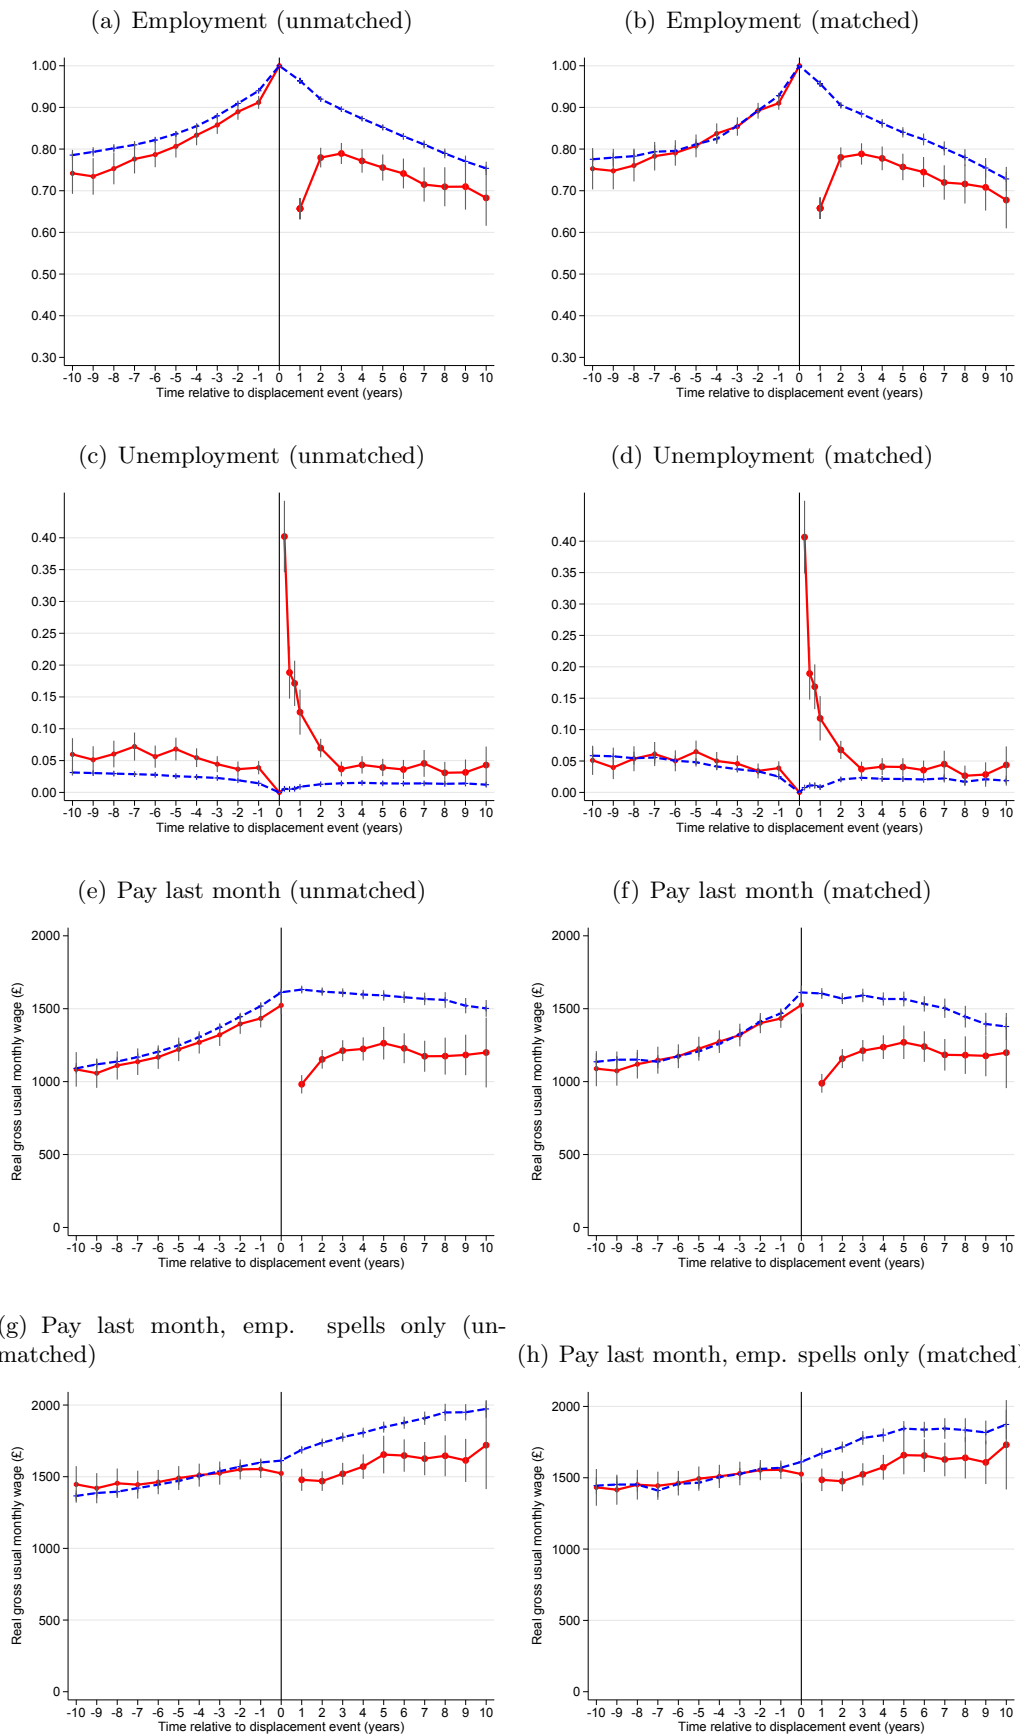 (a) Employment (unmatched)
1.00
0.90
0.80
0.70
0.60
0.50
0.40
0.30
-10 -9 -8 -7 -6 -5 -4 -3 -2 -1 0 1 2 3 4 5 6 7 8 9 10
Time relative to displacement event (years)
(b) Employment (matched)
1.00
0.90
0.80
0.70
0.60
0.50
0.40
0.30
-10 -9 -8 -7 -6 -5 -4 -3 -2 -1 0 1 2 3 4 5 6 7 8 9 10
Time relative to displacement event (years)
(c) Unemployment (unmatched)
0.40
0.35
0.30
0.25
0.20
0.15
0.10
0.05
0.00
-10 -9 -8 -7 -6 -5 -4 -3 -2 -1 0 1 2 3 4 5 6 7 8 9 10
Time relative to displacement event (years)
(d) Unemployment (matched)
0.40
0.35
0.30
0.25
0.20
0.15
0.10
0.05
0.00
-10 -9 -8 -7 -6 -5 -4 -3 -2 -1 0 1 2 3 4 5 6 7 8 9 10
Time relative to displacement event (years)
(e) Pay last month (unmatched)
Real gross usual monthly wage (£)
2000
1500
1000
500
0
-10 -9 -8 -7 -6 -5 -4 -3 -2 -1 0 1 2 3 4 5 6 7 8 9 10
Time relative to displacement event (years)
(f) Pay last month (matched)
Real gross usual monthly wage (£)
2000
1500
1000
500
0
-10 -9 -8 -7 -6 -5 -4 -3 -2 -1 0 1 2 3 4 5 6 7 8 9 10
Time relative to displacement event (years)
(g) Pay last month, emp. spells only (un-
matched)
Real gross usual monthly wage (£)
2000
1500
1000
500
0
-10 -9 -8 -7 -6 -5 -4 -3 -2 -1 0 1 2 3 4 5 6 7 8 9 10
Time relative to displacement event (years)
(h) Pay last month, emp. spells only (matched)
Real gross usual monthly wage (£)
2000
1500
1000
500
0
-10 -9 -8 -7 -6 -5 -4 -3 -2 -1 0 1 2 3 4 5 6 7 8 9 10
Time relative to displacement event (years)